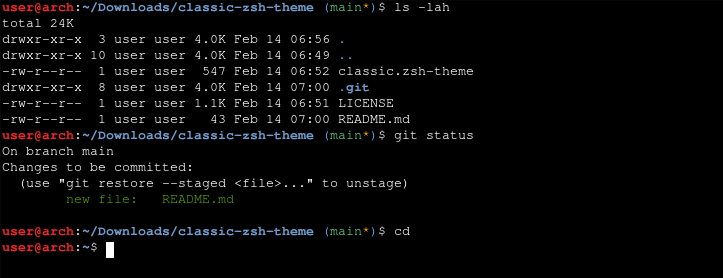 user@arch:~/Downloads/classic-zsh-theme (main*)$ ls -lah
total 24K
drwxr-xr-x  3 user user 4.0K Feb 14 06:56 .
drwxr-xr-x 10 user user 4.0K Feb 14 06:49 ..
-rw-r--r--  1 user user  547 Feb 14 06:52 classic.zsh-theme
drwxr-xr-x  8 user user 4.0K Feb 14 07:00 .git
-rw-r--r--  1 user user 1.1K Feb 14 06:51 LICENSE
-rw-r--r--  1 user user   43 Feb 14 07:00 README.md
user@arch:~/Downloads/classic-zsh-theme (main*)$ git status
On branch main
Changes to be committed:
  (use "git restore --staged <file>..." to unstage)
        new file:   README.md

user@arch:~/Downloads/classic-zsh-theme (main*)$ cd
user@arch:~$